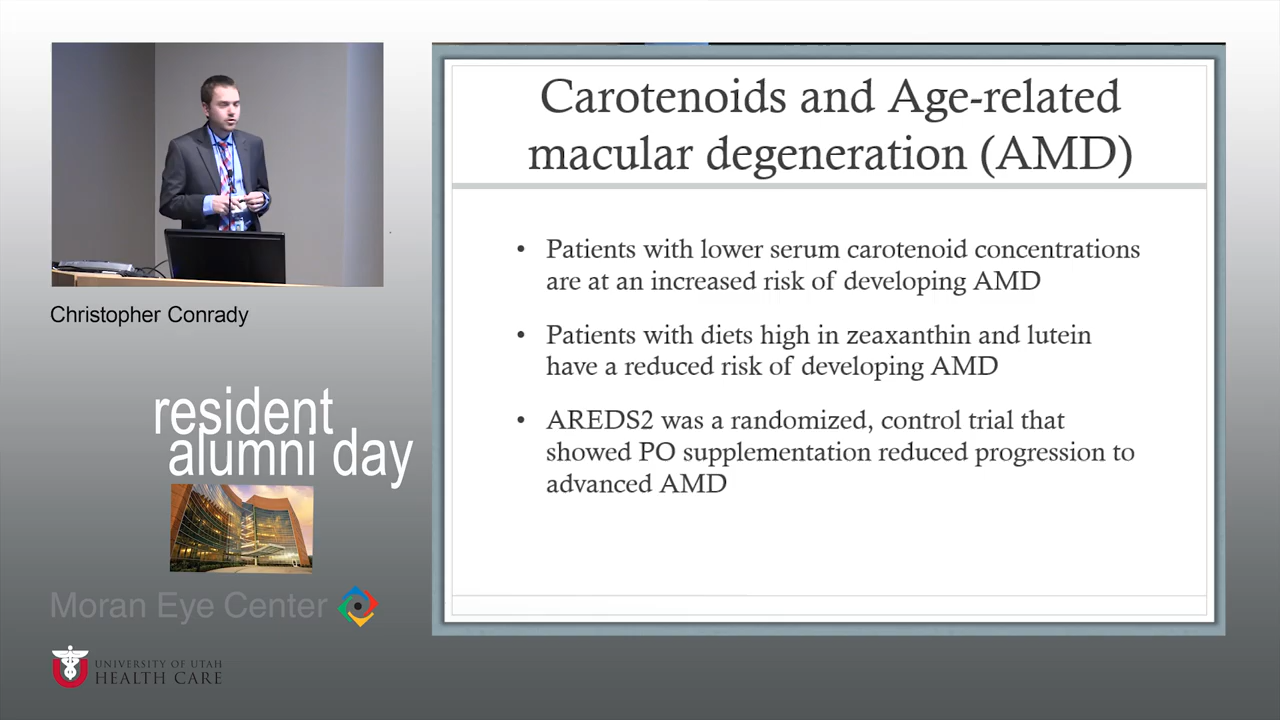 Carotenoids and Age-related
macular degeneration (AMD)
• Patients with lower serum carotenoid concentrations
are at an increased risk of developing AMD
• Patients with diets high in zeaxanthin and lutein
have a reduced risk of developing AMD
• AREDS2 was a randomized, control trial that
showed PO supplementation reduced progression to
advanced AMD
Christopher Conrady
resident
alumni day
Moran Eye Center
UNIVERSITY OF UTAH
HEALTH CARE